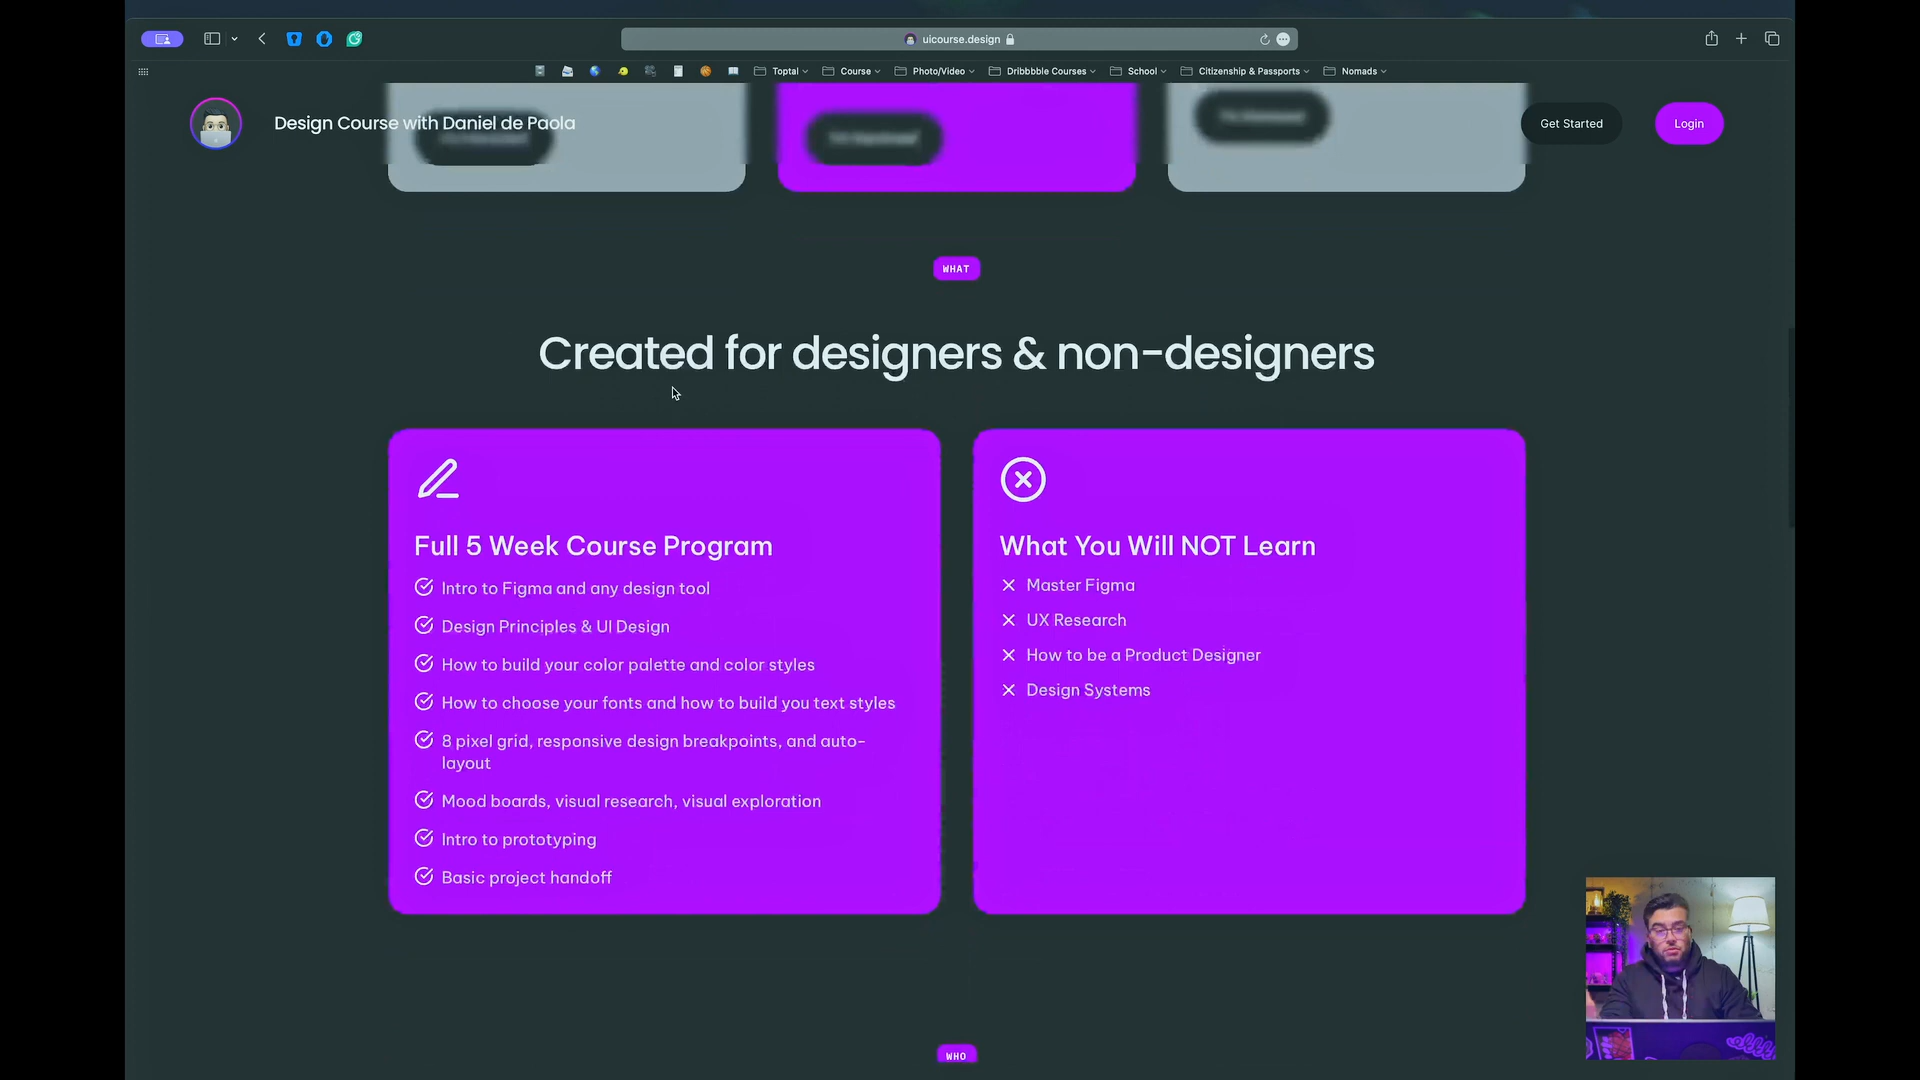 uicourse.design
Toptal
Course
Photo/Video
Dribbbble Courses
School
Citizenship & Passports
Nomads
Design Course with Daniel de Paola
Get Started
Login
WHAT
Created for designers & non-designers
Full 5 Week Course Program
Intro to Figma and any design tool
Design Principles & UI Design
How to build your color palette and color styles
How to choose your fonts and how to build you text styles
8 pixel grid, responsive design breakpoints, and auto-
layout
Mood boards, visual research, visual exploration
Intro to prototyping
Basic project handoff
What You Will NOT Learn
Master Figma
UX Research
How to be a Product Designer
Design Systems
WHO